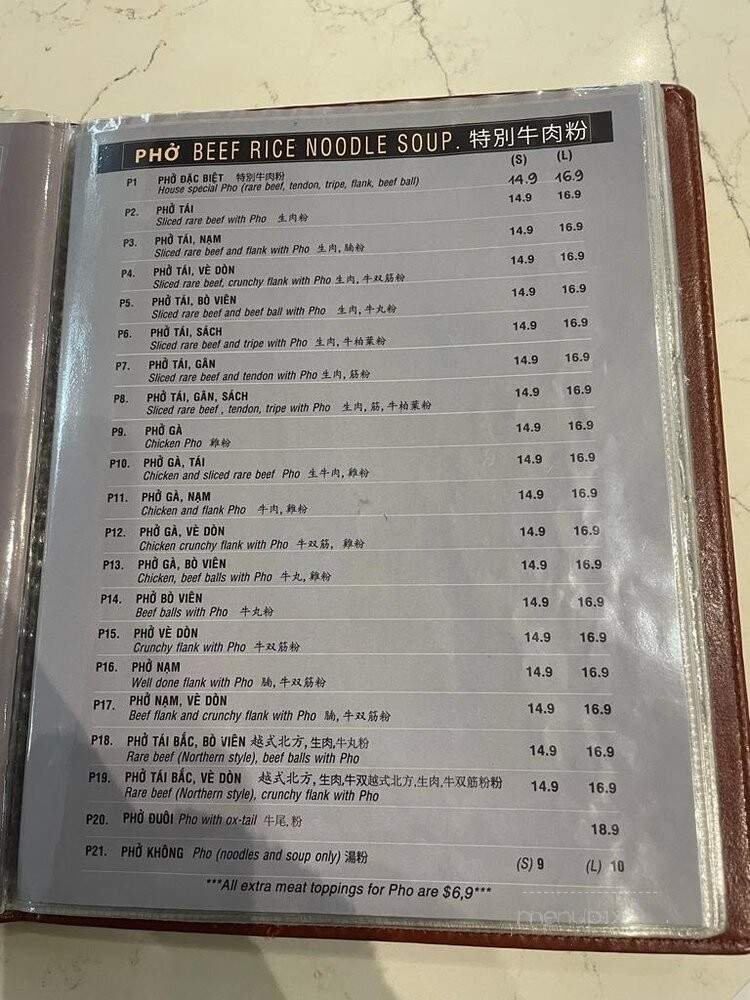 PHỞ BEEF RICE NOODLE SOUP. 特別牛肉粉
(S) (L)
P1 PHỞ ĐẶC BIỆT 特別牛肉粉 14.9 16.9
House special Pho (rare beef, tendon, tripe, flank, beef ball)
P2. PHỞ TÁI 14.9 16.9
Sliced rare beef with Pho 生肉粉
P3. PHỞ TÁI, NẠM 14.9 16.9
Sliced rare beef and flank with Pho 生肉, 腩粉
P4. PHỞ TÁI, VÈ DÒN 14.9 16.9
Sliced rare beef, crunchy flank with Pho 生肉, 牛双筋粉
P5. PHỞ TÁI, BÒ VIÊN 14.9 16.9
Sliced rare beef and beef ball with Pho 生肉, 牛丸粉
P6. PHỞ TÁI, SÁCH 14.9 16.9
Sliced rare beef and tripe with Pho 生肉, 牛柏葉粉
P7. PHỞ TÁI, GÂN 14.9 16.9
Sliced rare beef and tendon with Pho 生肉, 筋粉
P8. PHỞ TÁI, GÂN, SÁCH 14.9 16.9
Sliced rare beef , tendon, tripe with Pho 生肉, 筋, 牛柏葉粉
P9. PHỞ GÀ 14.9 16.9
Chicken Pho 雞粉
P10. PHỞ GÀ, TÁI 14.9 16.9
Chicken and sliced rare beef Pho 生牛肉, 雞粉
P11. PHỞ GÀ, NẠM 14.9 16.9
Chicken and flank Pho 牛肉, 雞粉
P12. PHỞ GÀ, VÈ DÒN 14.9 16.9
Chicken crunchy flank with Pho 牛双筋, 雞粉
P13. PHỞ GÀ, BÒ VIÊN 14.9 16.9
Chicken, beef balls with Pho 牛丸, 雞粉
P14. PHỞ BÒ VIÊN 14.9 16.9
Beef balls with Pho 牛丸粉
P15. PHỞ VÈ DÒN 14.9 16.9
Crunchy flank with Pho 牛双筋粉
P16. PHỞ NẠM 14.9 16.9
Well done flank with Pho 腩, 牛双筋粉
P17. PHỞ NẠM, VÈ DÒN 14.9 16.9
Beef flank and crunchy flank with Pho 腩, 牛双筋粉
P18. PHỞ TÁI BẮC, BÒ VIÊN 越式北方, 生肉, 牛丸粉 14.9 16.9
Rare beef (Northern style), beef balls with Pho
P19. PHỞ TÁI BẮC, VÈ DÒN 越式北方, 生肉, 牛双越式北方, 生肉, 牛双筋粉粉 14.9 16.9
Rare beef (Northern style), crunchy flank with Pho
P20. PHỞ ĐUÔI Pho with ox-tail 牛尾, 粉 18.9
P21. PHỞ KHÔNG Pho (noodles and soup only) 湯粉 (S) 9 (L) 10
***All extra meat toppings for Pho are $6,9***
menupix